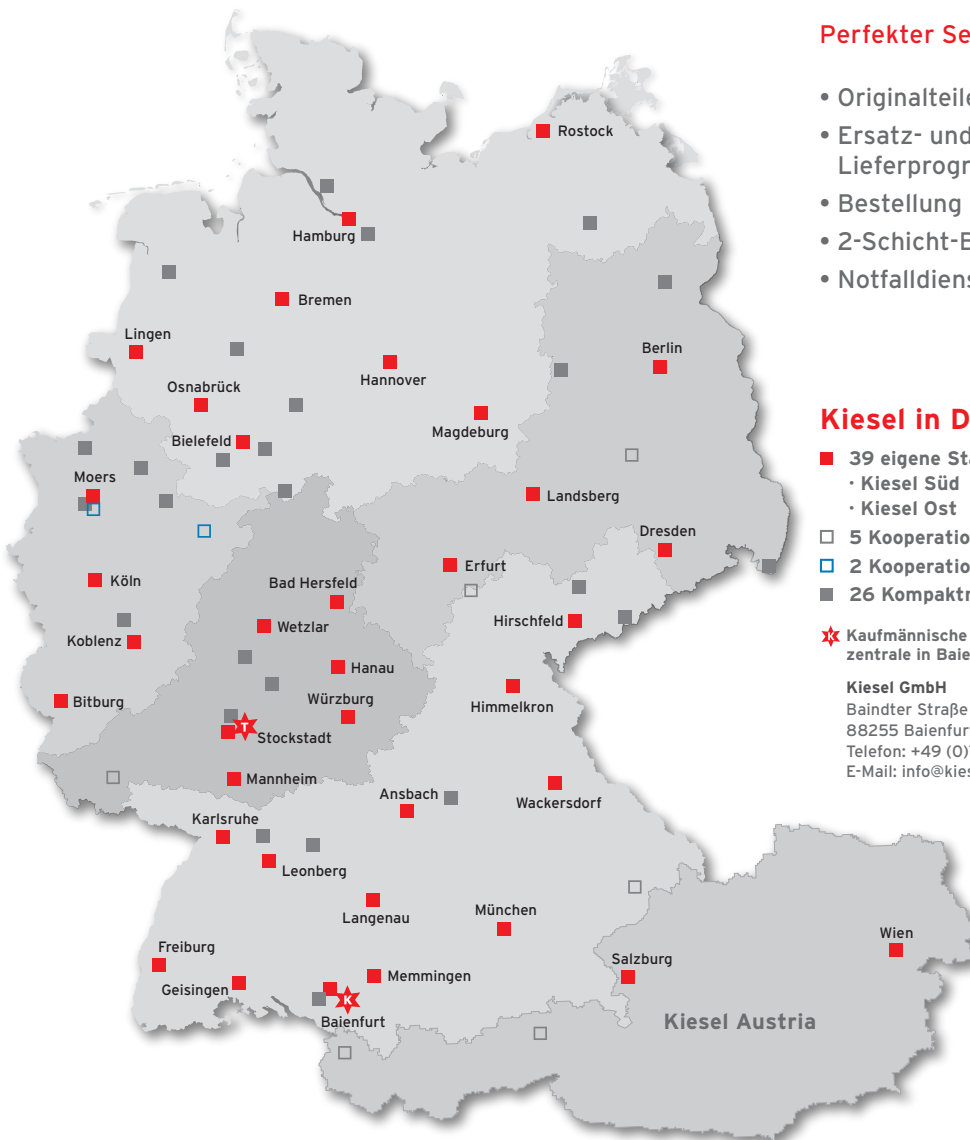 Perfekter Se
• Originalteile
• Ersatz- und
Lieferprogr
• Bestellung
• 2-Schicht-B
• Notfalldiens
Rostock
Hamburg
Bremen
Lingen
Berlin
Hannover
Osnabrück
Magdeburg
Bielefeld
Moers
Landsberg
Dresden
Erfurt
Köln
Bad Hersfeld
Hirschfeld
Wetzlar
Koblenz
Hanau
Bitburg
Würzburg
Himmelkron
T
Stockstadt
Mannheim
Ansbach
Wackersdorf
Karlsruhe
Leonberg
Langenau
München
Wien
Freiburg
Salzburg
Memmingen
Geisingen
K
Baienfurt
Kiesel Austria
Kiesel in D
39 eigene Sta
· Kiesel Süd
· Kiesel Ost
5 Kooperatio
2 Kooperatio
26 Kompaktm
K Kaufmännische
zentrale in Baie
Kiesel GmbH
Baindter Straße
88255 Baienfur
Telefon: +49 (0)7
E-Mail: info@kies